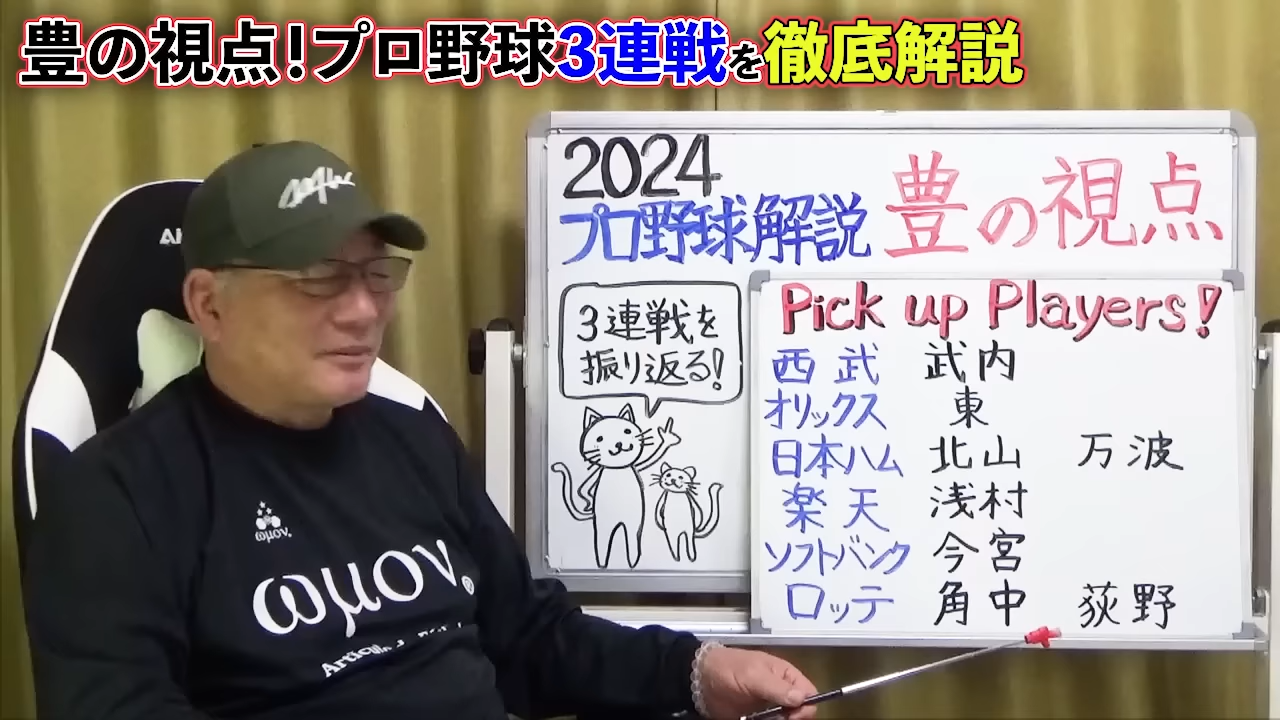 豊の視点!プロ野球3連戦を徹底解説
2024
プロ野球解説 豊の視点
3連戦を
振り返る!
Pick up Players!
西武 武内
オリックス 東
日本ハム 北山 万波
楽天 浅村
ソフトバンク 今宮
ロッテ 角中 荻野
ωμον.
ωμον.®